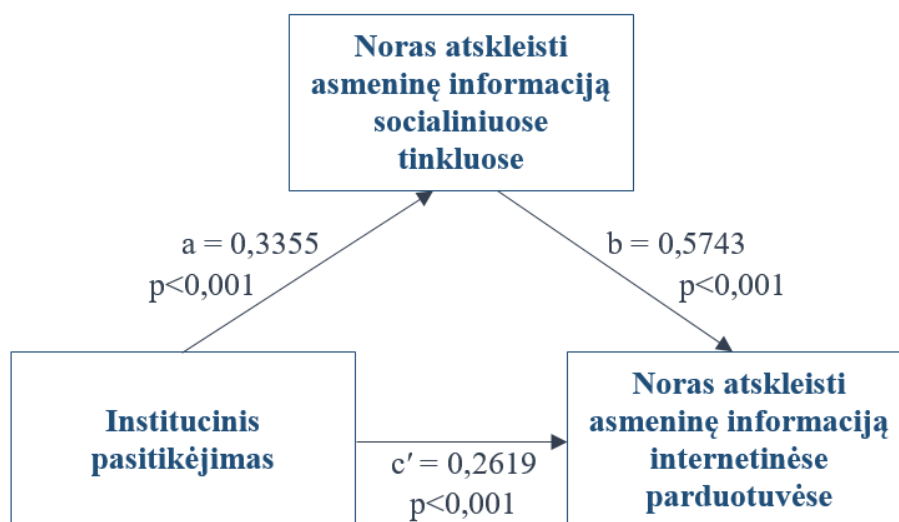 Noras atskleisti
asmeninę informaciją
socialiniuose
tinkluose
a = 0,3355
p<0,001
b = 0,5743
p<0,001
Institucinis
pasitikėjimas
c′ = 0,2619
p<0,001
Noras atskleisti
asmeninę informaciją
internetinėse
parduotuvėse